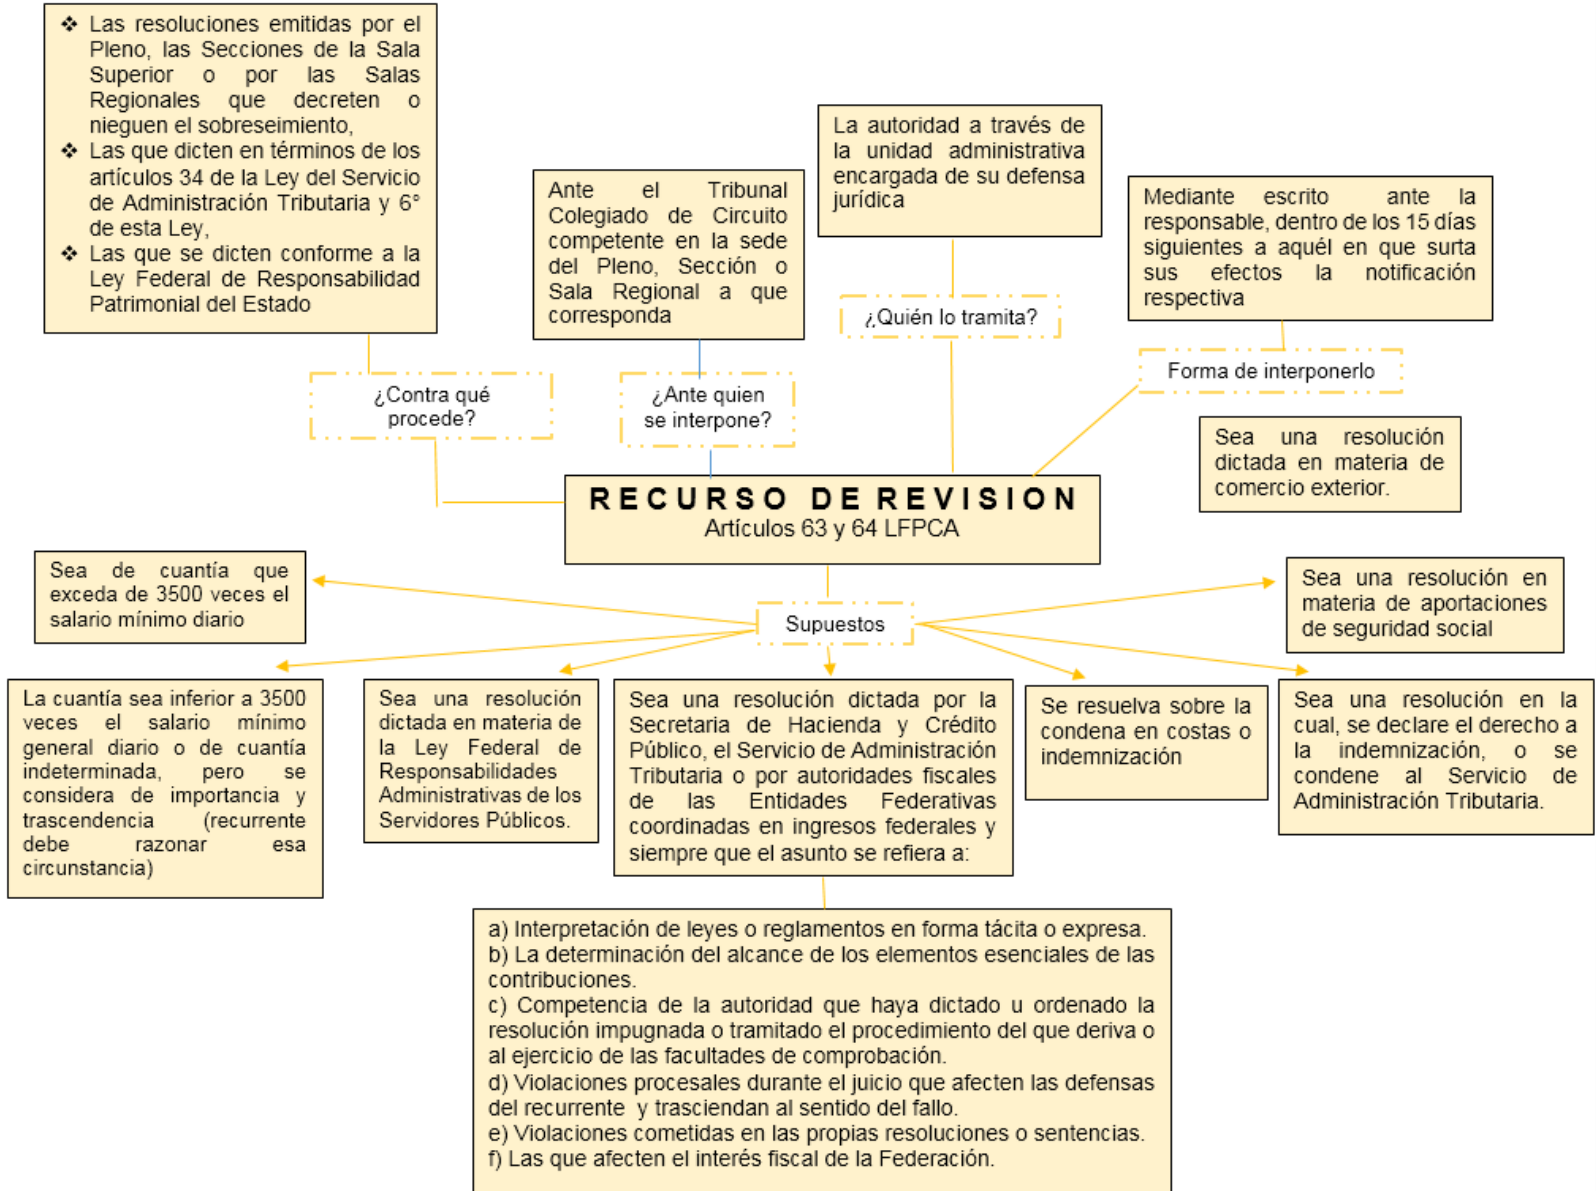 ❖ Las resoluciones emitidas por el
Pleno, las Secciones de la Sala
Superior o por las Salas
Regionales que decreten o
nieguen el sobreseimiento,
❖ Las que dicten en términos de los
artículos 34 de la Ley del Servicio
de Administración Tributaria y 6°
de esta Ley,
❖ Las que se dicten conforme a la
Ley Federal de Responsabilidad
Patrimonial del Estado
Ante el Tribunal
Colegiado de Circuito
competente en la sede
del Pleno, Sección o
Sala Regional a que
corresponda
La autoridad a través de
la unidad administrativa
encargada de su defensa
jurídica
Mediante escrito ante la
responsable, dentro de los 15 días
siguientes a aquél en que surta
sus efectos la notificación
respectiva
¿Contra qué
procede?
¿Ante quien
se interpone?
¿Quién lo tramita?
Forma de interponerlo
Sea una resolución
dictada en materia de
comercio exterior.
RECURSO DE REVISION
Artículos 63 y 64 LFPCA
Sea de cuantía que
exceda de 3500 veces el
salario mínimo diario
Supuestos
Sea una resolución en
materia de aportaciones
de seguridad social
La cuantía sea inferior a 3500
veces el salario mínimo
general diario o de cuantía
indeterminada, pero se
considera de importancia y
trascendencia (recurrente
debe razonar esa
circunstancia)
Sea una resolución
dictada en materia de
la Ley Federal de
Responsabilidades
Administrativas de los
Servidores Públicos.
Sea una resolución dictada por la
Secretaria de Hacienda y Crédito
Público, el Servicio de Administración
Tributaria o por autoridades fiscales
de las Entidades Federativas
coordinadas en ingresos federales y
siempre que el asunto se refiera a:
Se resuelva sobre la
condena en costas o
indemnización
Sea una resolución en la
cual, se declare el derecho a
la indemnización, o se
condene al Servicio de
Administración Tributaria.
a) Interpretación de leyes o reglamentos en forma tácita o expresa.
b) La determinación del alcance de los elementos esenciales de las
contribuciones.
c) Competencia de la autoridad que haya dictado u ordenado la
resolución impugnada o tramitado el procedimiento del que deriva o
al ejercicio de las facultades de comprobación.
d) Violaciones procesales durante el juicio que afecten las defensas
del recurrente y trasciendan al sentido del fallo.
e) Violaciones cometidas en las propias resoluciones o sentencias.
f) Las que afecten el interés fiscal de la Federación.